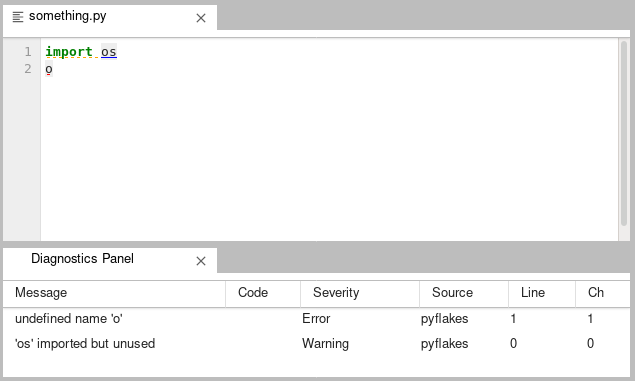 something.py
1 import os
2 o
Diagnostics Panel
Message Code Severity Source Line Ch
undefined name 'o' Error pyflakes 1 1
'os' imported but unused Warning pyflakes 0 0